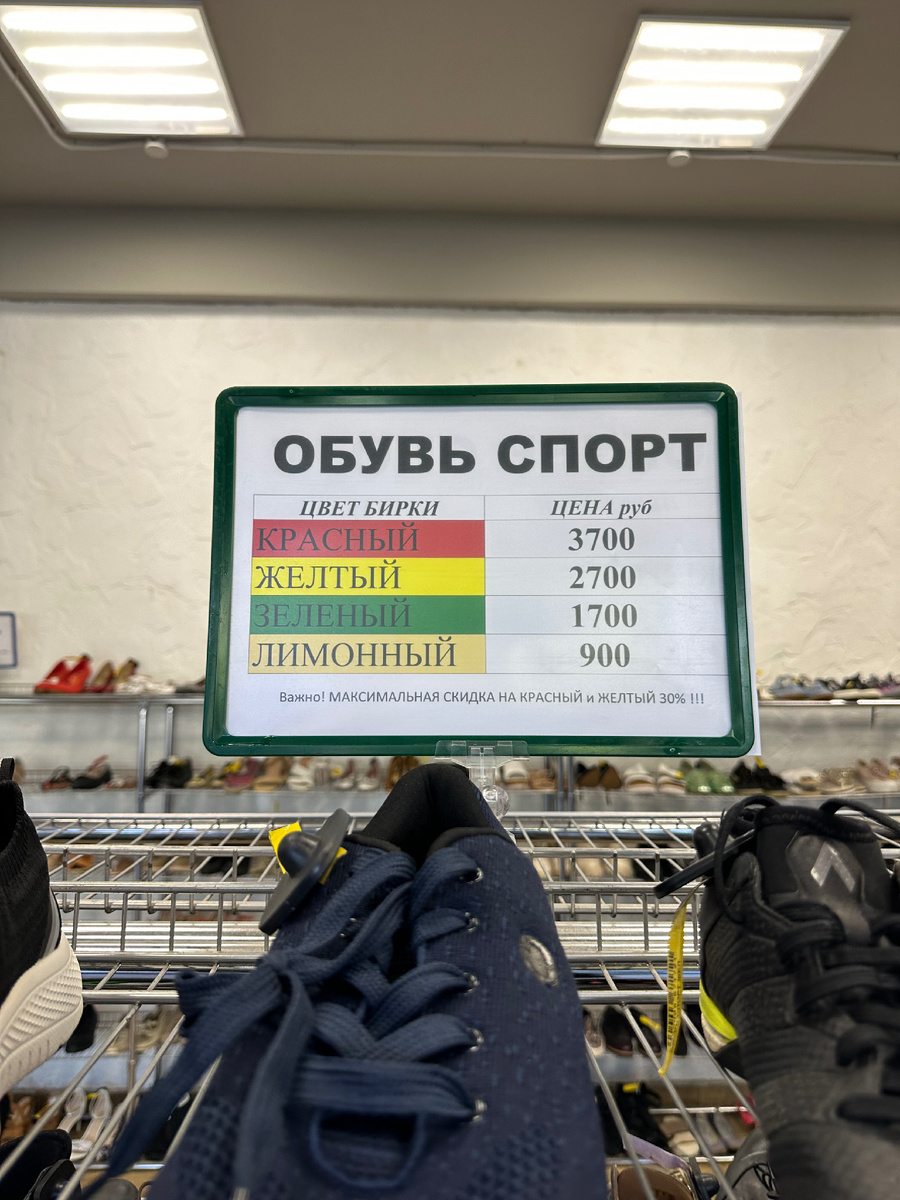 ОБУВЬ СПОРТ
ЦВЕТ БИРКИ ЦЕНА руб
КРАСНЫЙ 3700
ЖЕЛТЫЙ 2700
ЗЕЛЕНЫЙ 1700
ЛИМОННЫЙ 900
Важно! МАКСИМАЛЬНАЯ СКИДКА НА КРАСНЫЙ и ЖЕЛТЫЙ 30% !!!